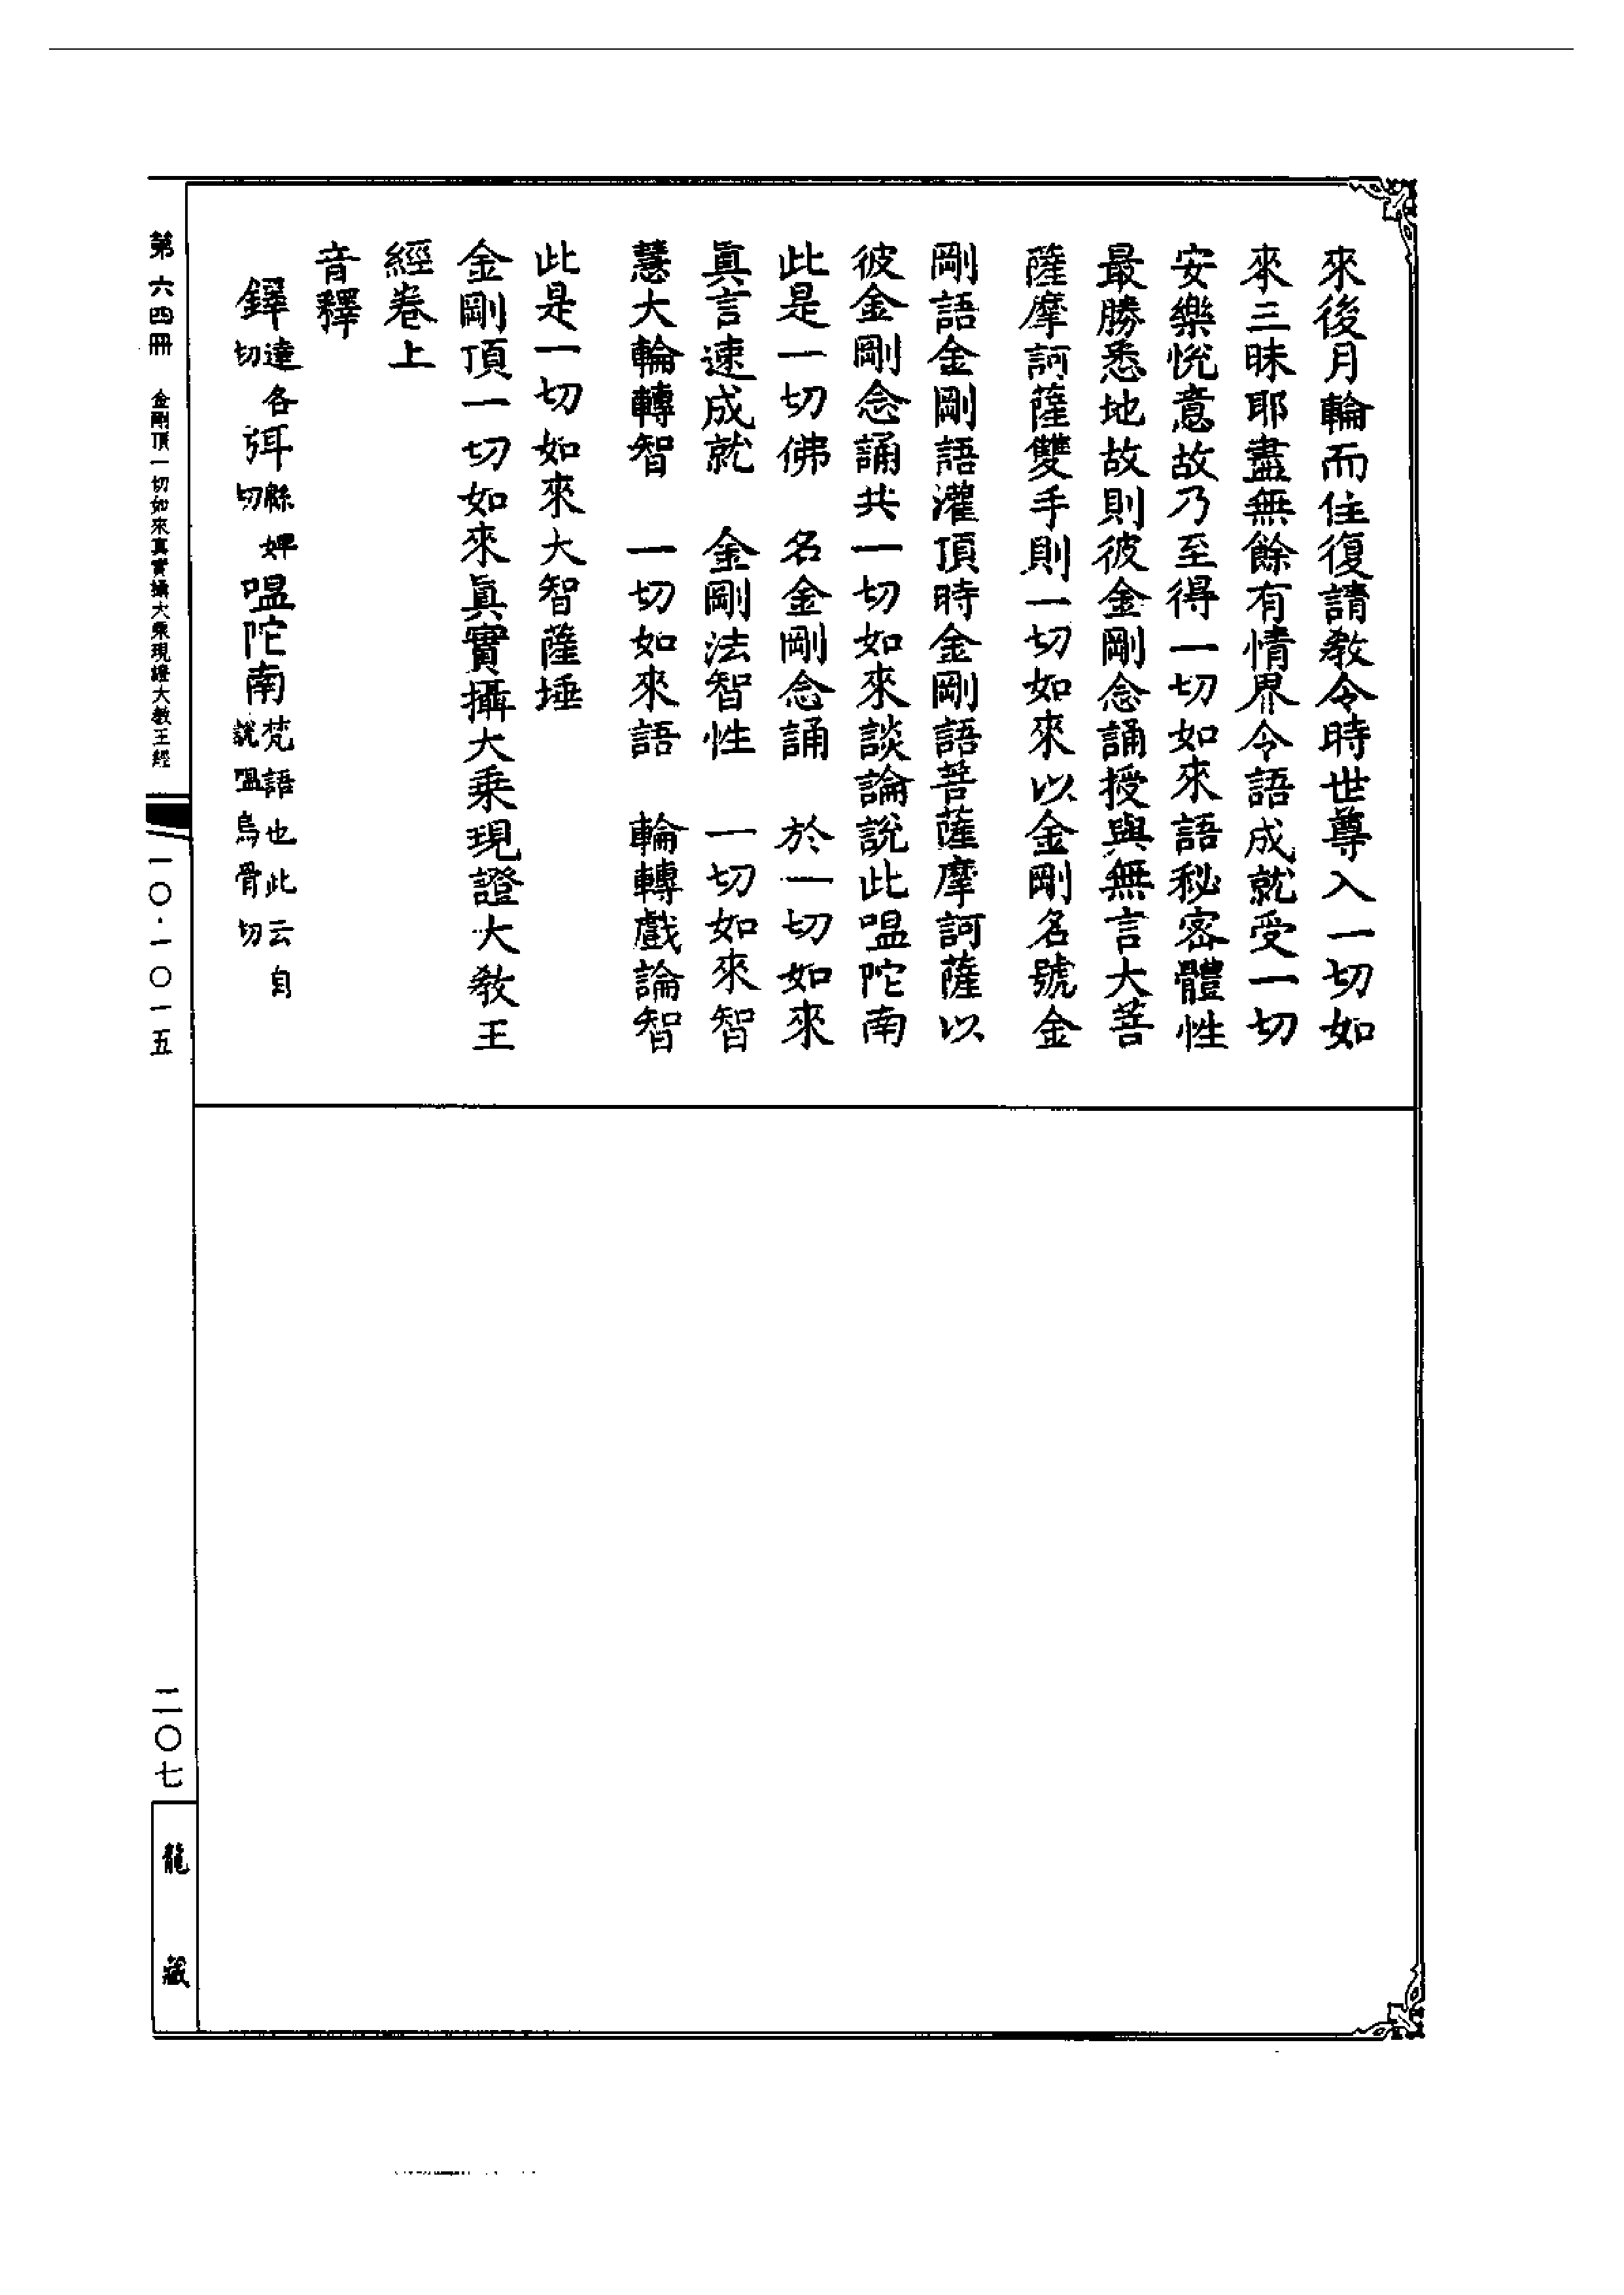 來後月輪而住復請教令時世尊入一切如
來三昧耶盡無餘有情界令語成就受一切
安樂悅意故乃至得一切如來語秘密體性
最勝悉地故則彼金剛念誦授與無言大菩
薩摩訶薩雙手則一切如來以金剛名號金
剛語金剛語灌頂時金剛語菩薩摩訶薩以
彼金剛念誦共一切如來談論說此嗢陀南
此是一切佛　名金剛念誦　於一切如來
眞言速成就　金剛法智性　一切如來智
慧大輪轉智　一切如來語　輪轉戲論智
此是一切如來大智薩埵
金剛頂一切如來眞實攝大乘現證大教王
經卷上
音釋
鐸達各切弭緜婢切嗢陀南梵語也此云自說嗢烏骨切
第六四冊　金剛頂一切如來真實攝大乘現證大教王經
一〇·一〇一五
二〇七
龍藏